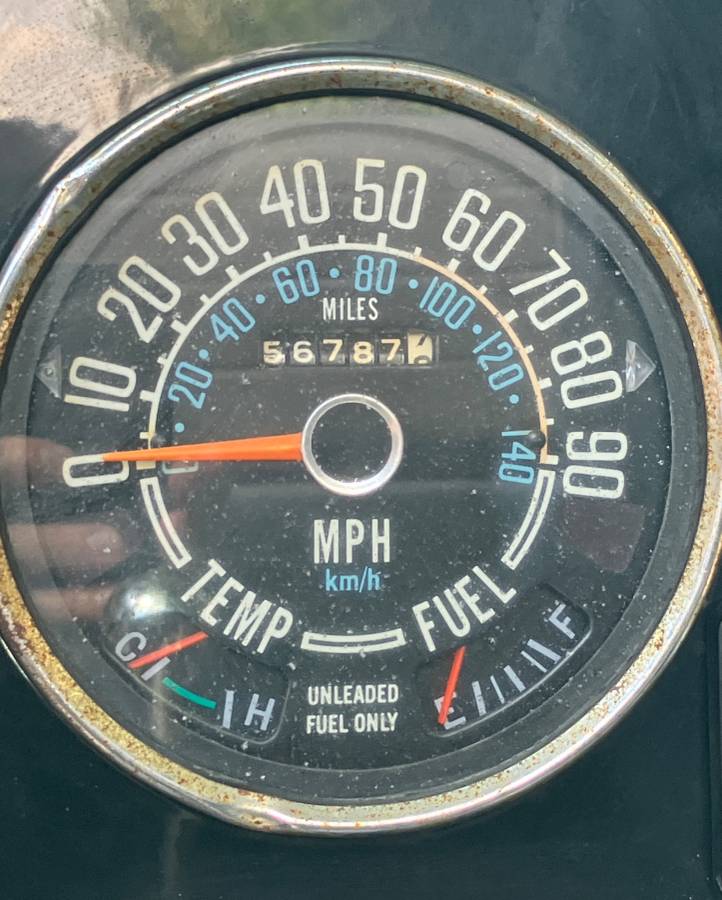 0 10 20 30 40 50 60 70 80 90
20 40 60 80 100 120 140
MILES
56787
MPH
km/h
TEMP
FUEL
C H
E F
UNLEADED
FUEL ONLY